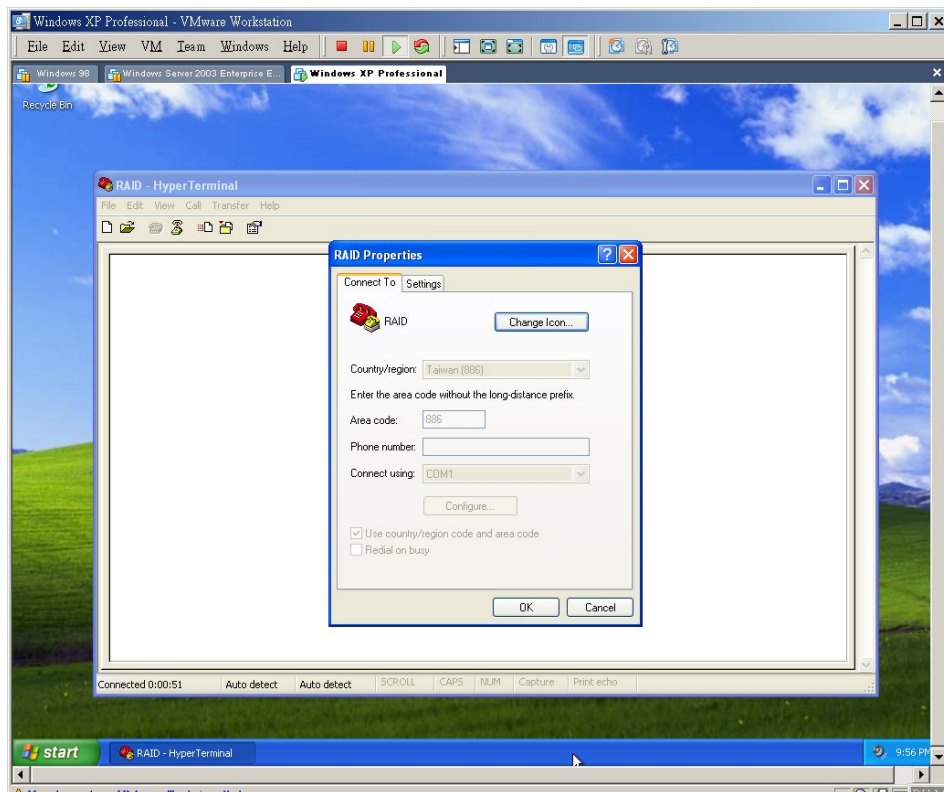 Windows XP Professional - VMware Workstation
File Edit View VM Team Windows Help
Windows 98 Windows Server 2003 Enterprise E... Windows XP Professional
Recycle Bin
RAID - HyperTerminal
File Edit View Call Transfer Help
RAID Properties
Connect To Settings
RAID Change Icon...
Country/region: Taiwan (886)
Enter the area code without the long-distance prefix.
Area code: 886
Phone number:
Connect using: COM1
Configure...
Use country/region code and area code
Redial on busy
OK Cancel
Connected 0:00:51 Auto detect Auto detect SCROLL CAPS NUM Capture Print echo
start RAID - HyperTerminal 9:56 PM